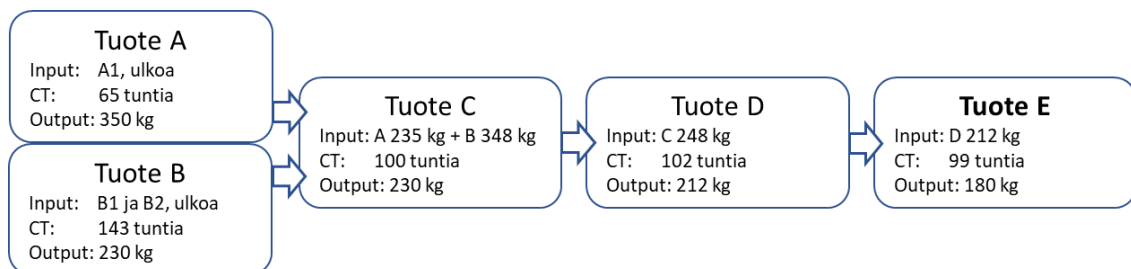 Tuote A
Input: A1, ulkoa
CT: 65 tuntia
Output: 350 kg
Tuote B
Input: B1 ja B2, ulkoa
CT: 143 tuntia
Output: 230 kg
Tuote C
Input: A 235 kg + B 348 kg
CT: 100 tuntia
Output: 230 kg
Tuote D
Input: C 248 kg
CT: 102 tuntia
Output: 212 kg
Tuote E
Input: D 212 kg
CT: 99 tuntia
Output: 180 kg